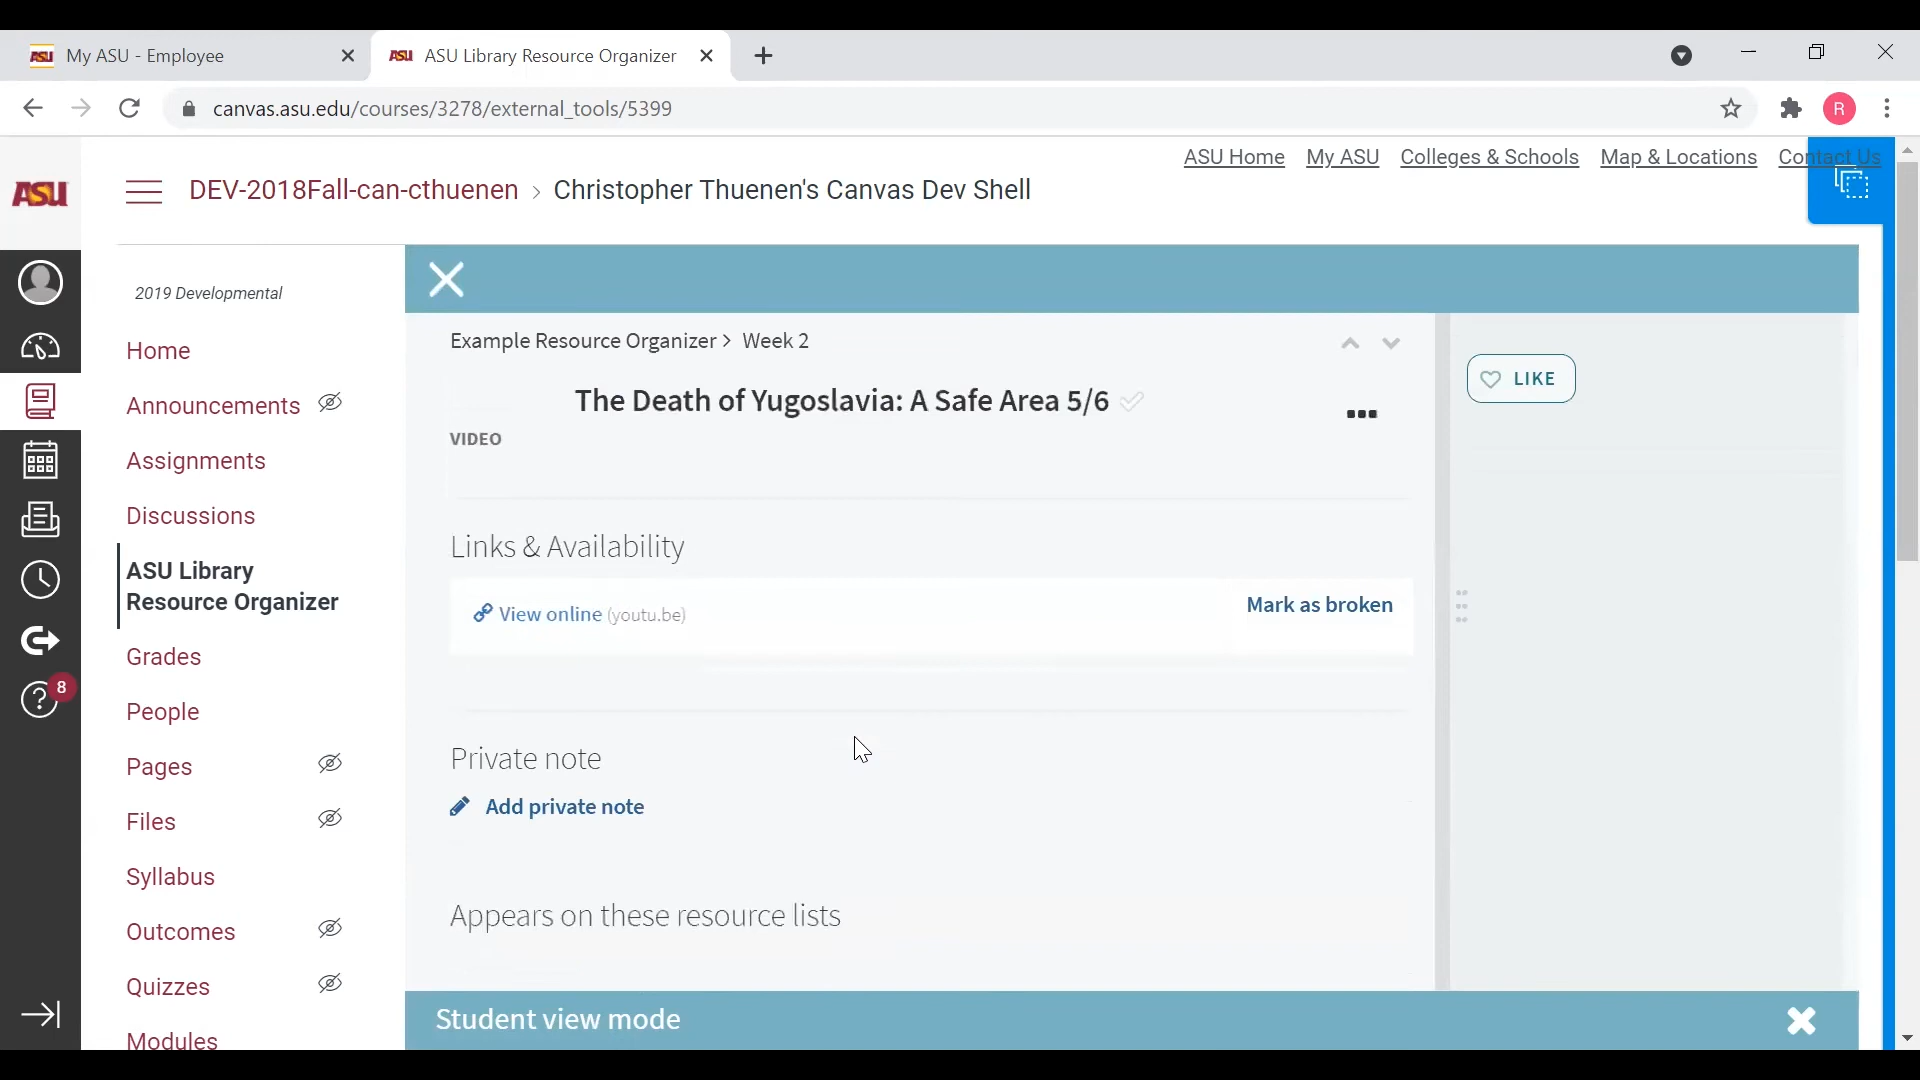 ASU My ASU - Employee
ASU ASU Library Resource Organizer
canvas.asu.edu/courses/3278/external_tools/5399
R
ASU Home My ASU Colleges & Schools Map & Locations Contact Us
ASU
DEV-2018Fall-can-cthuenen › Christopher Thuenen's Canvas Dev Shell
2019 Developmental
Home
Announcements
Assignments
Discussions
ASU Library
Resource Organizer
Grades
People
Pages
Files
Syllabus
Outcomes
Quizzes
Modules
8
Example Resource Organizer > Week 2
The Death of Yugoslavia: A Safe Area 5/6
VIDEO
LIKE
Links & Availability
View online (youtu.be)
Mark as broken
Private note
Add private note
Appears on these resource lists
Student view mode